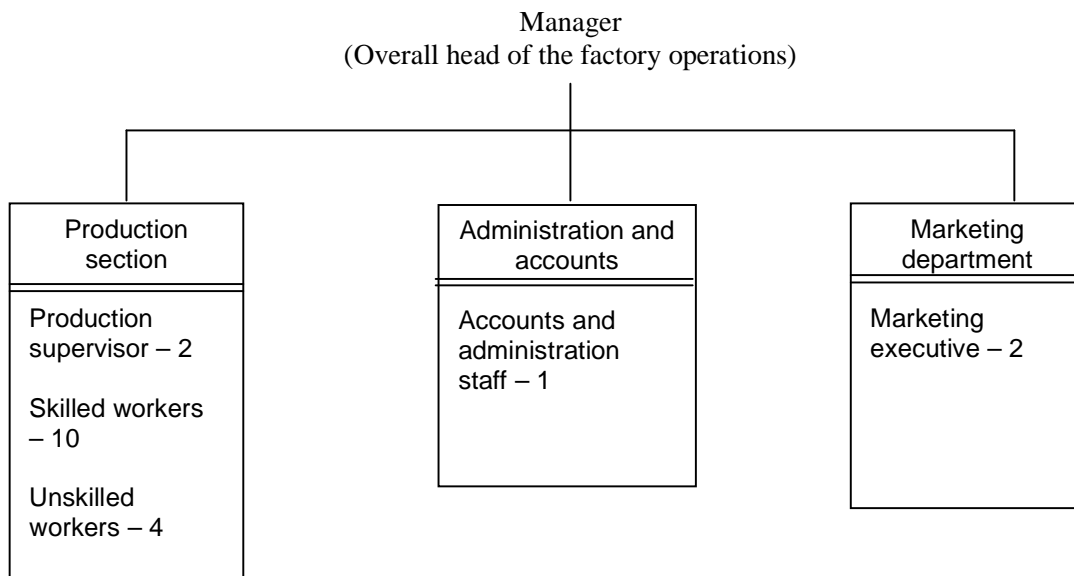 Manager
(Overall head of the factory operations)
Production
section
Production
supervisor – 2
Skilled workers
– 10
Unskilled
workers – 4
Administration and
accounts
Accounts and
administration
staff – 1
Marketing
department
Marketing
executive – 2